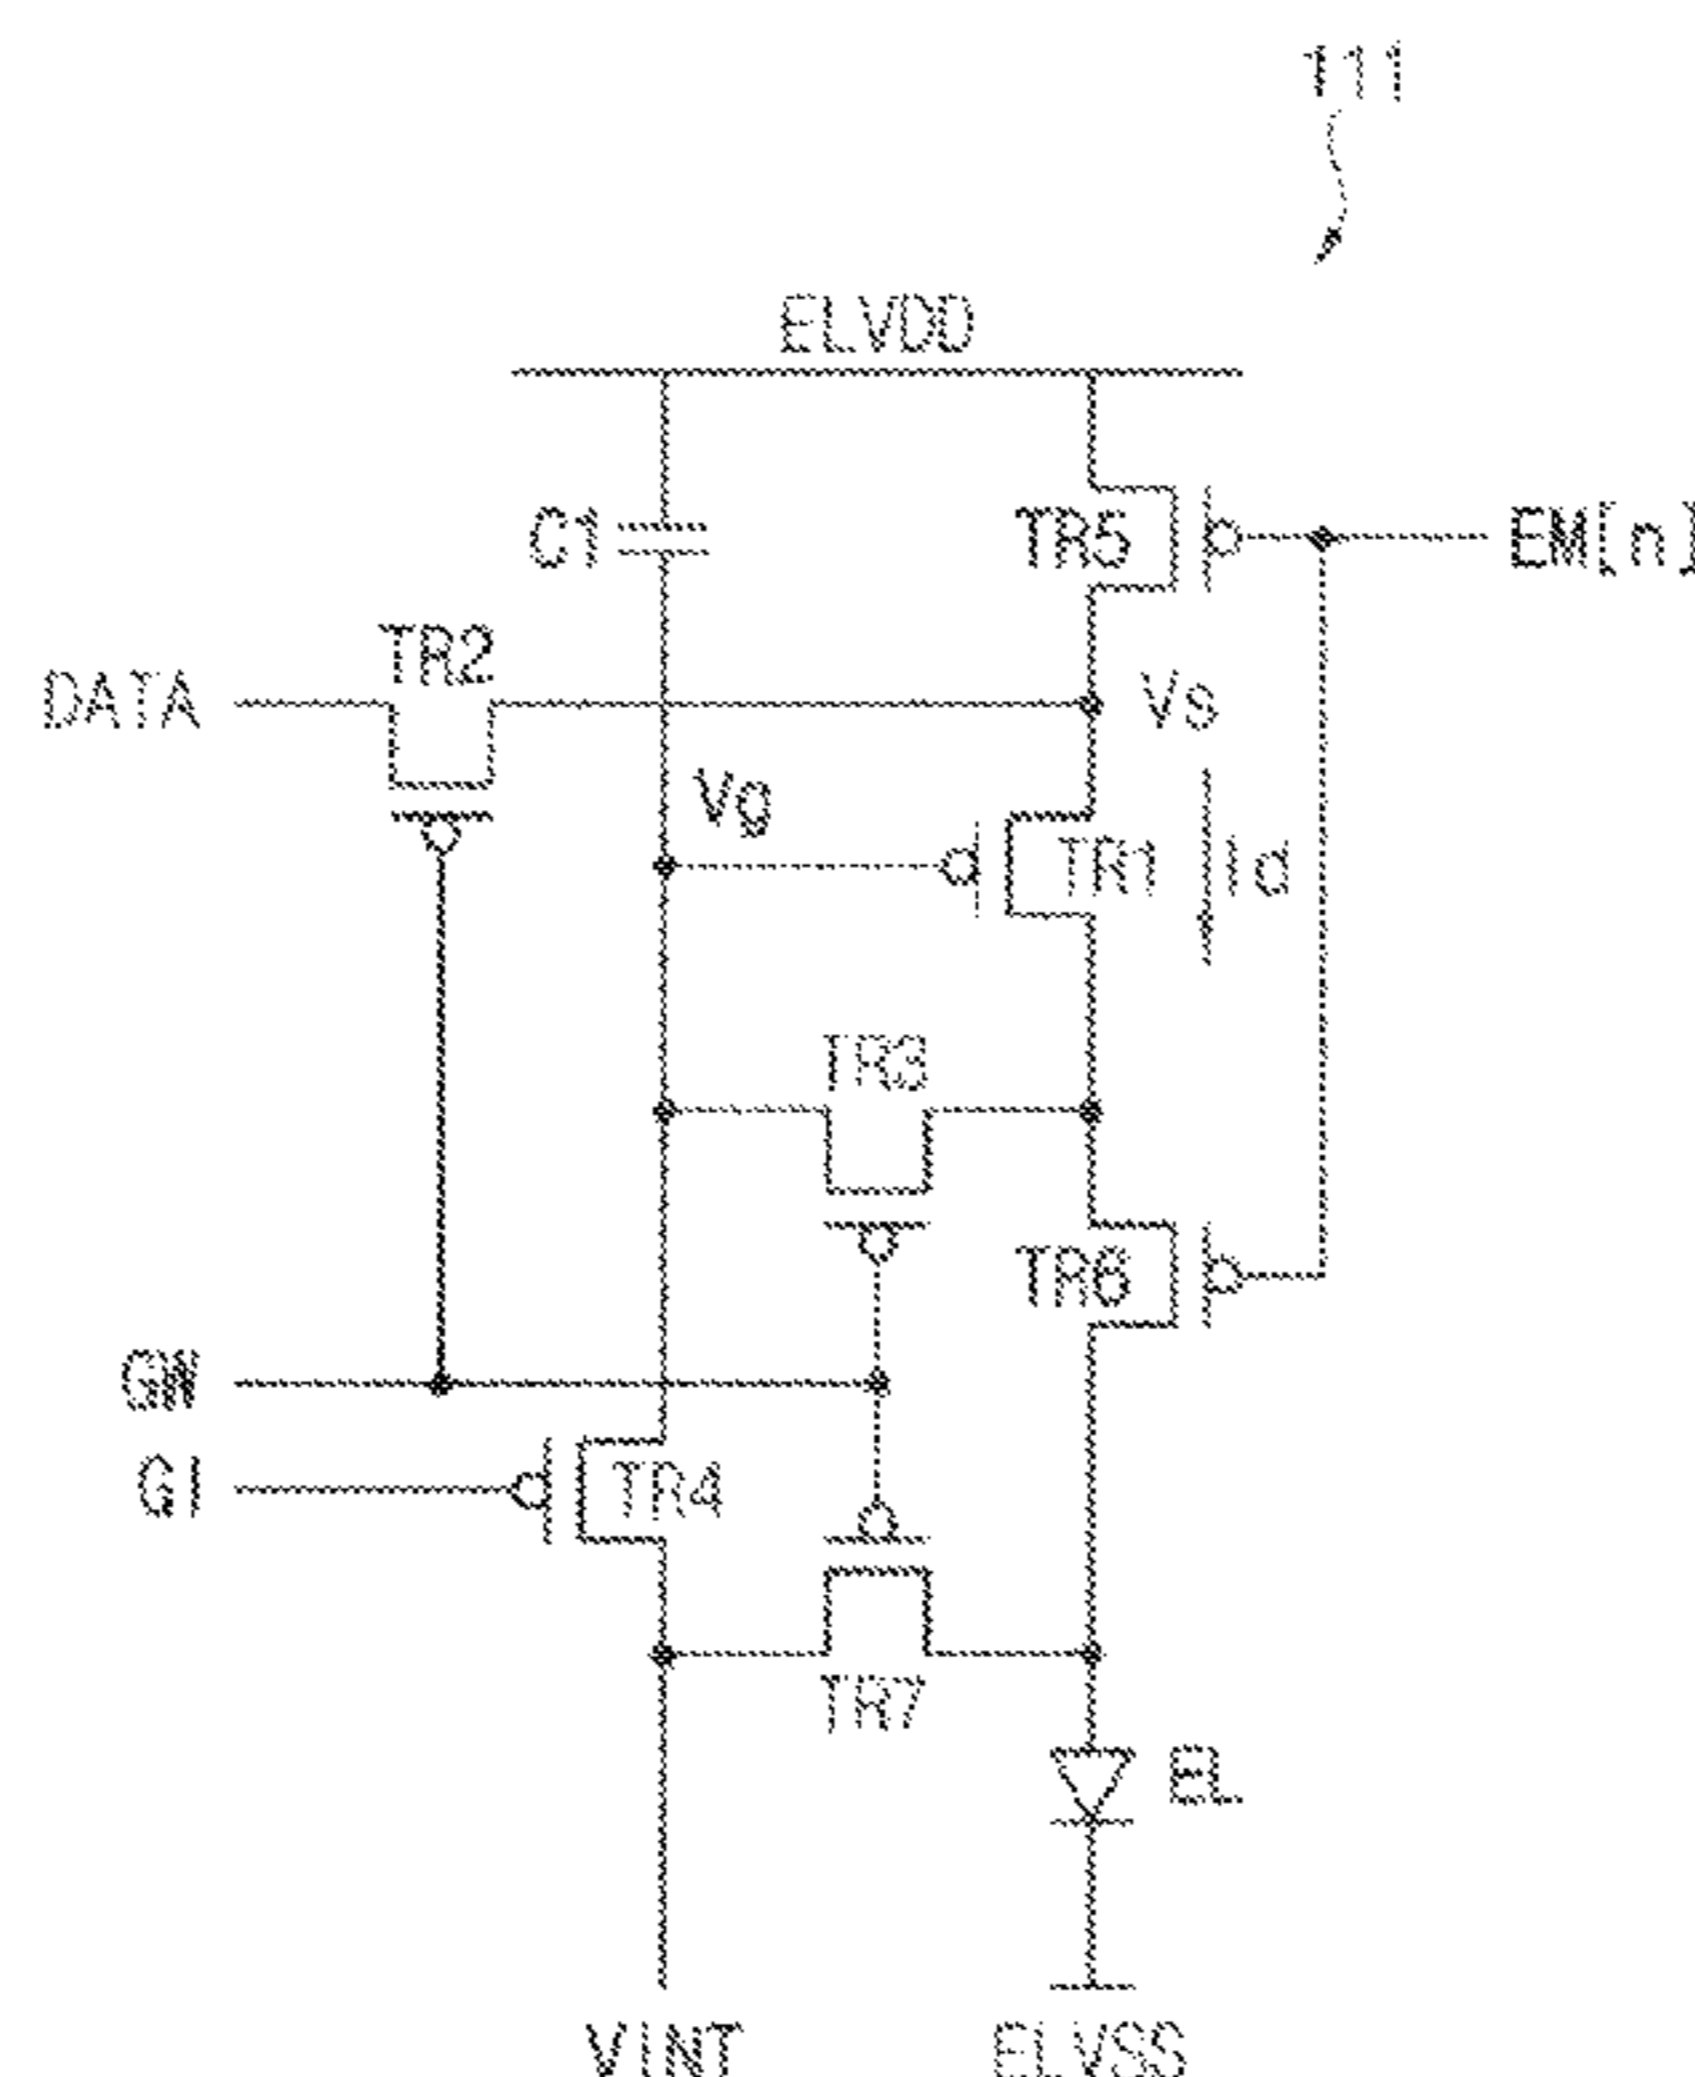 111
ELVDD
C1
TR5
EM[n]
TR2
DATA
Vs
Vg
TR1
Id
TR3
TR6
GW
GI
TR4
TR7
EL
VINT
ELVSS